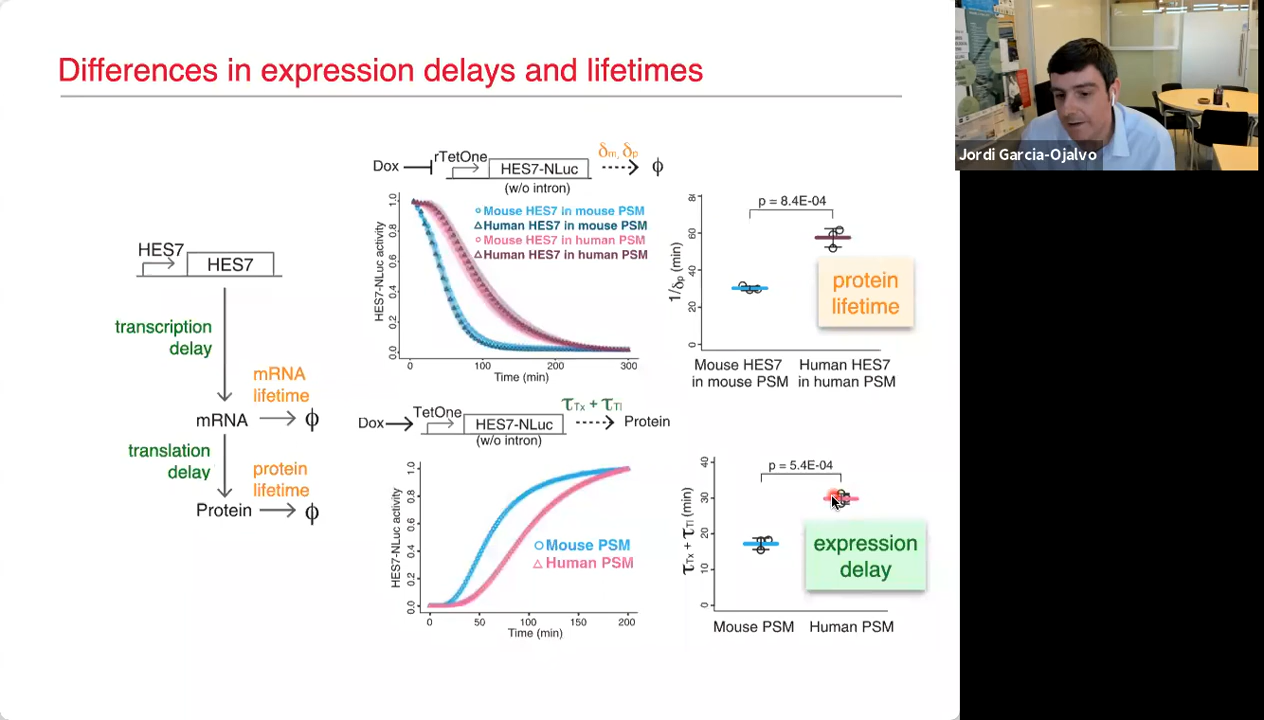 Differences in expression delays and lifetimes
Jordi Garcia-Ojalvo
HES7
HES7
transcription
delay
mRNA
lifetime
mRNA
ϕ
translation
delay
protein
lifetime
Protein
ϕ
Dox
rTetOne
HES7-NLuc
(w/o intron)
δm, δp
ϕ
HES7-NLuc activity
1.0
0.8
0.6
0.4
0.2
0.0
Mouse HES7 in mouse PSM
Human HES7 in mouse PSM
Mouse HES7 in human PSM
Human HES7 in human PSM
0 100 200 300
Time (min)
p = 8.4E-04
1/δp (min)
60
40
20
0
protein
lifetime
Mouse HES7
in mouse PSM
Human HES7
in human PSM
Dox
TetOne
HES7-NLuc
(w/o intron)
τTx + τTl
Protein
HES7-NLuc activity
1.0
0.8
0.6
0.4
0.2
0.0
Mouse PSM
Human PSM
0 50 100 150 200
Time (min)
p = 5.4E-04
τTx + τTl (min)
40
30
20
10
0
expression
delay
Mouse PSM
Human PSM